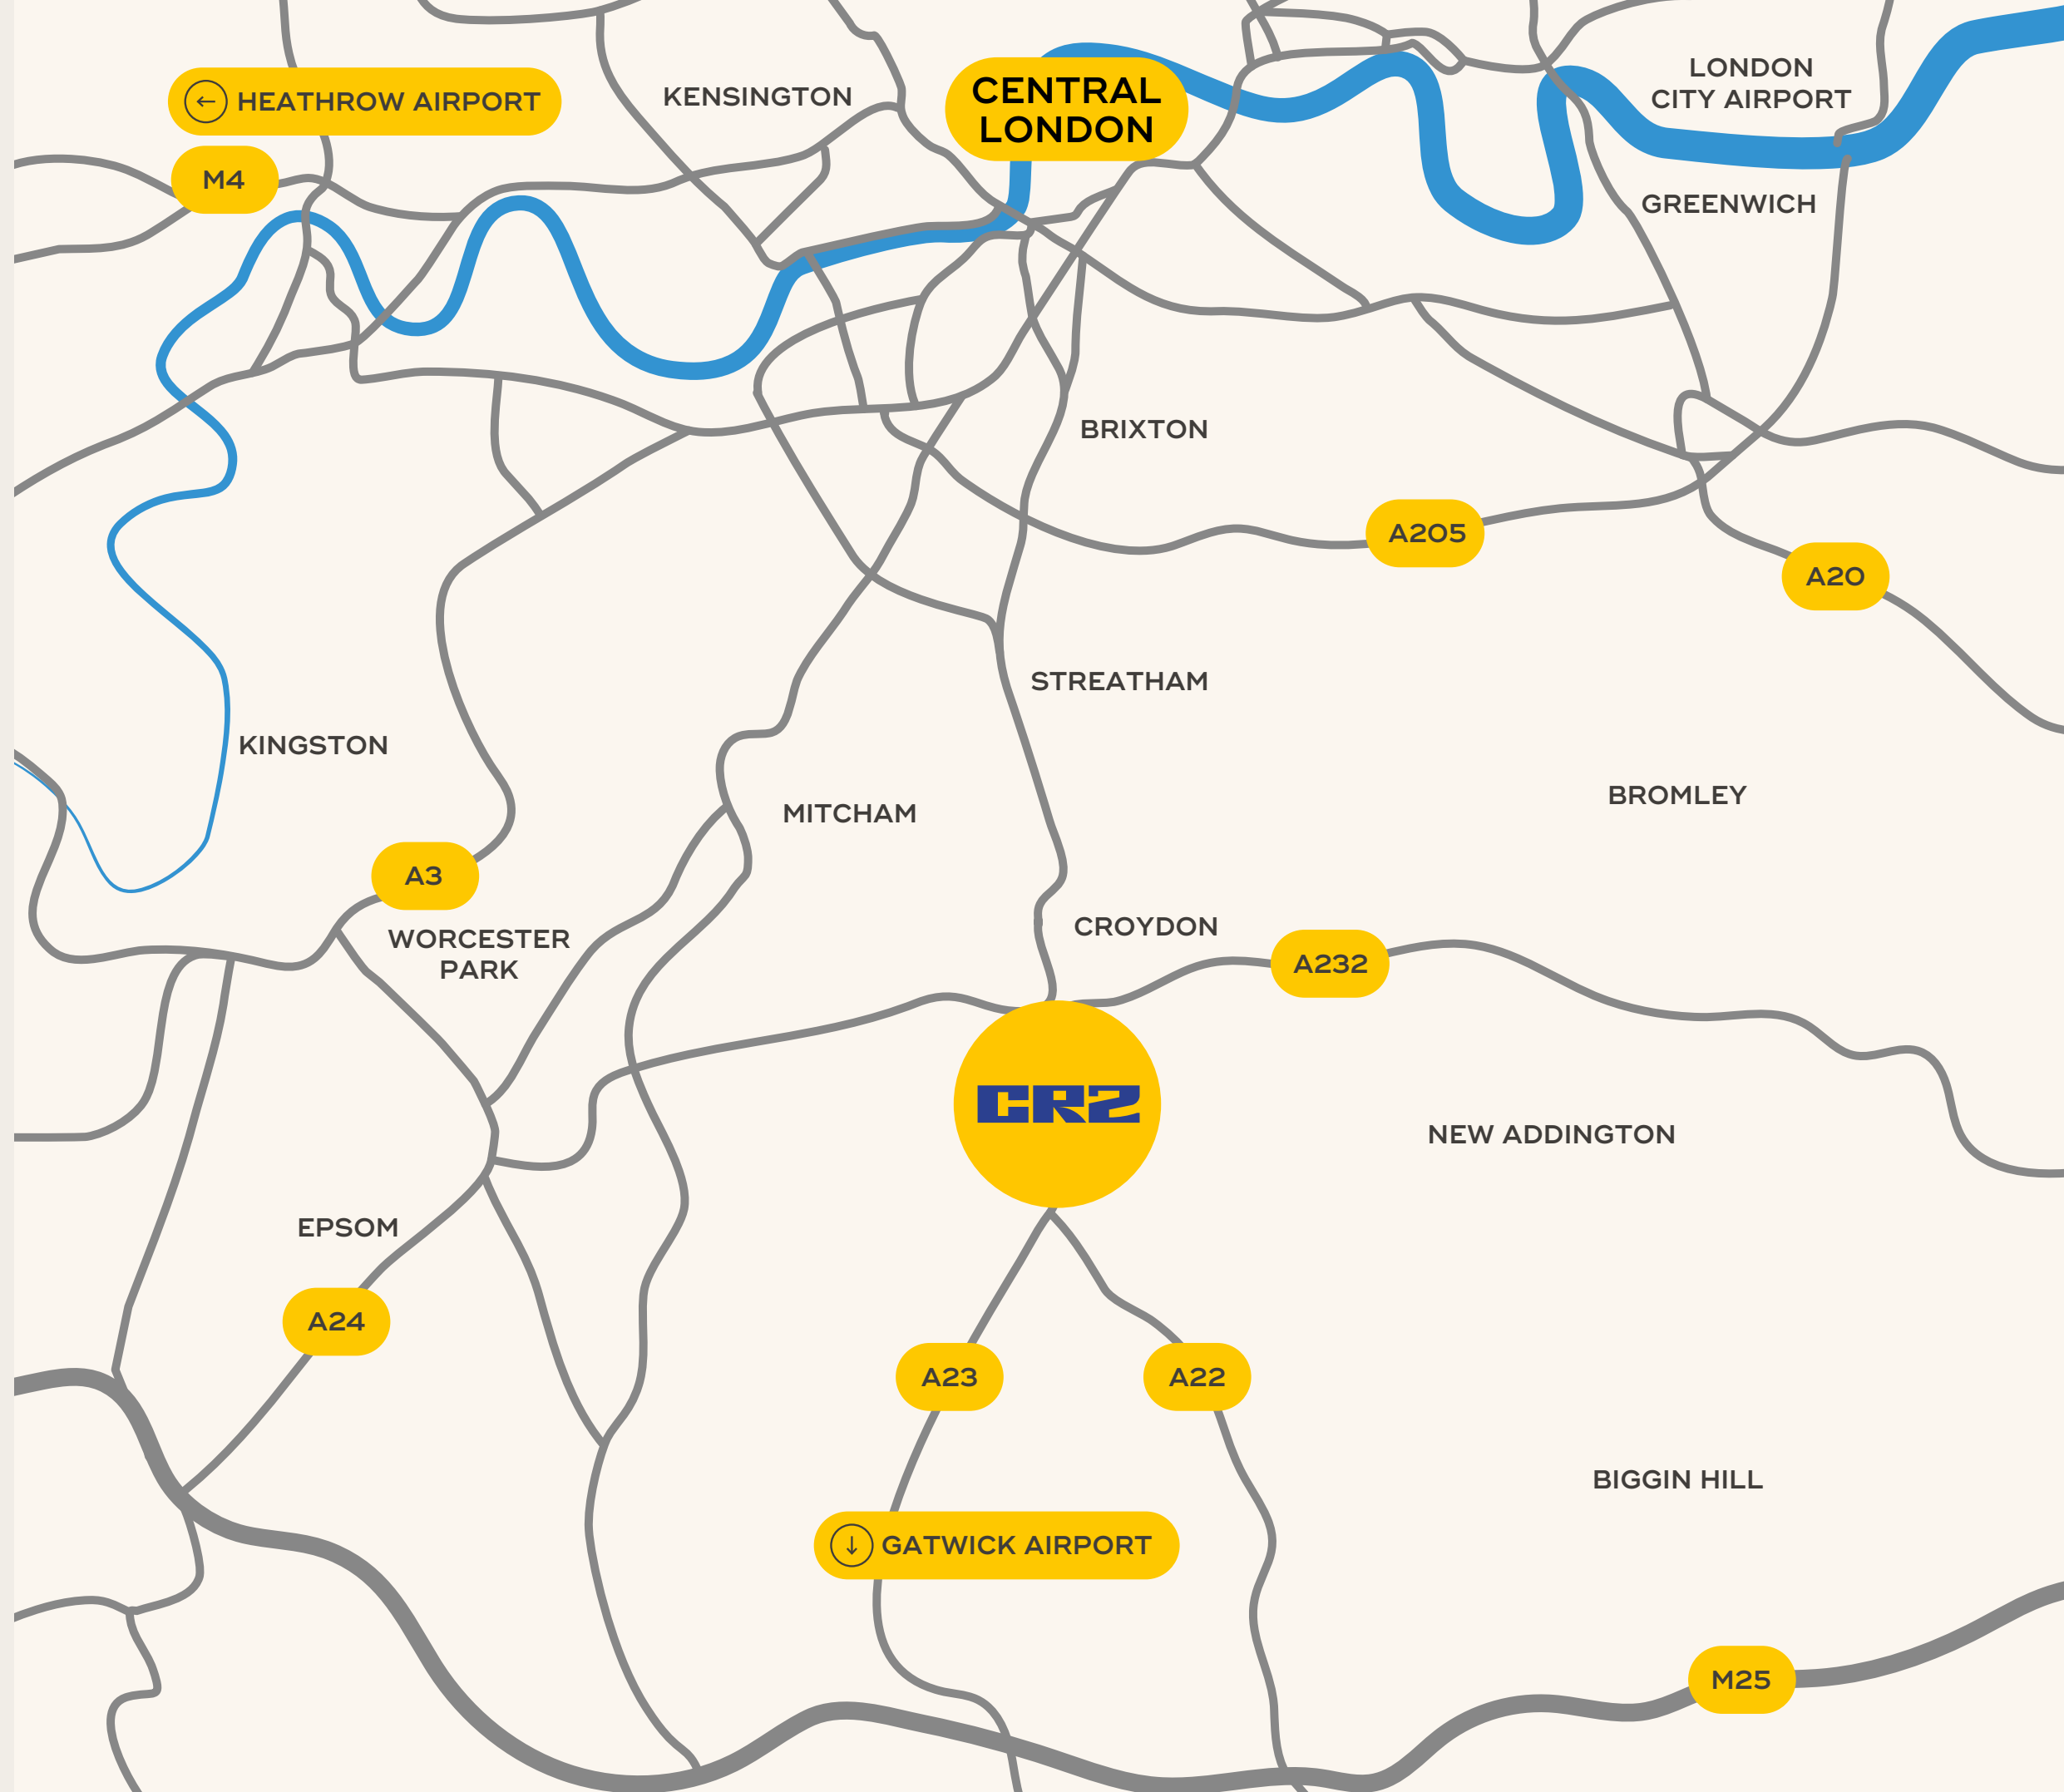 LONDON
CITY AIRPORT
CENTRAL
LONDON
KENSINGTON
← HEATHROW AIRPORT
M4
GREENWICH
BRIXTON
A205
A20
STREATHAM
KINGSTON
BROMLEY
MITCHAM
A3
CROYDON
WORCESTER
PARK
A232
CR2
NEW ADDINGTON
EPSOM
A24
A23
A22
BIGGIN HILL
↓ GATWICK AIRPORT
M25